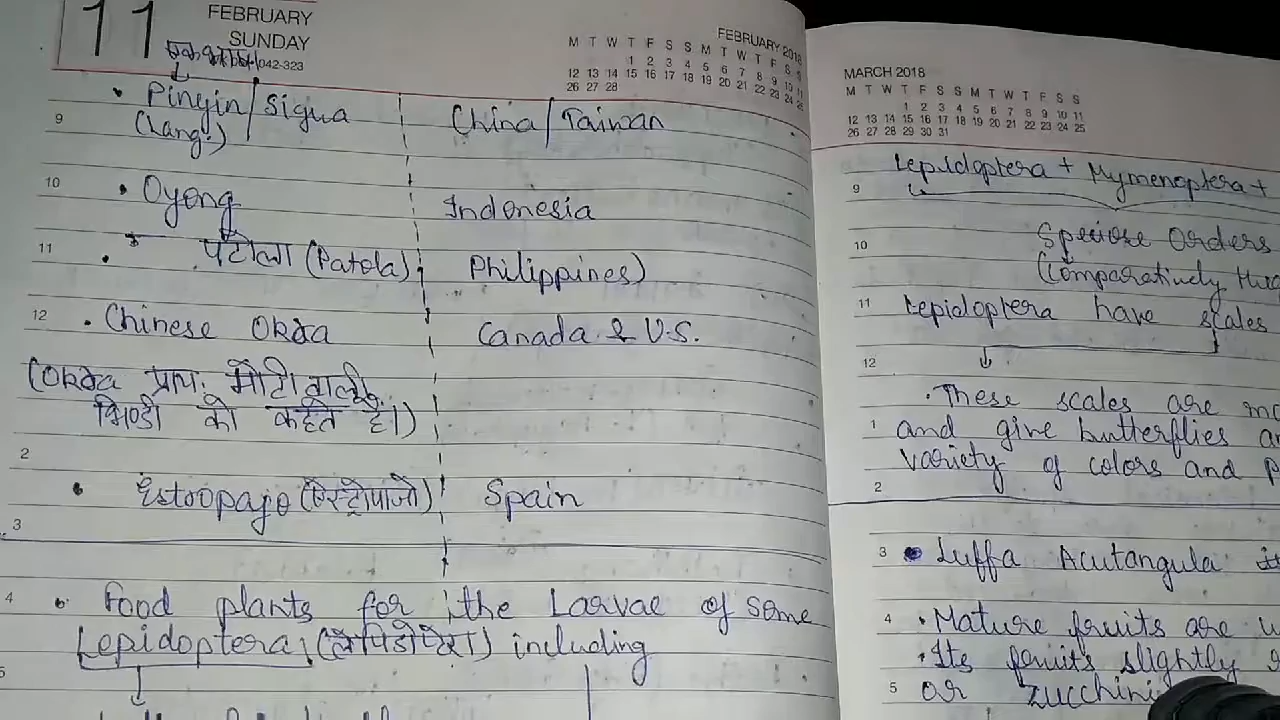 11 FEBRUARY
SUNDAY
042-323
FEBRUARY 2018
M T W T F S S M T W T F S S
1 2 3 4 5 6 7 8 9 10 11
12 13 14 15 16 17 18 19 20 21 22 23 24 25
26 27 28
9 • Pinyin / Sigua China / Taiwan
(Lang.)
10 • Oyong Indonesia
11 • पटोला (Patola) Philippines)
12 • Chinese Okra Canada & U.S.
(Okra प्रायः मोटी वाली
भिण्डी को कहते है।)
2
• Estropajo (ऐस्ट्रोपाजो) Spain
3
4 • Food plants for the Larvae of some
Lepidoptera (लेपिडोप्टेरा) including
5
MARCH 2018
M T W T F S S M T W T F S S
1 2 3 4 5 6 7 8 9 10 11
12 13 14 15 16 17 18 19 20 21 22 23 24 25
26 27 28 29 30 31
9 Lepidoptera + Hymenoptera +
10 Speciose Orders
(Comparatively
11 Lepidoptera have scales
12
• These scales are
1 and give butterflies
variety of colors and
2
3 • Luffa Acutangula
4 • Mature fruits are
• Its fruits slightly
5 or zucchini